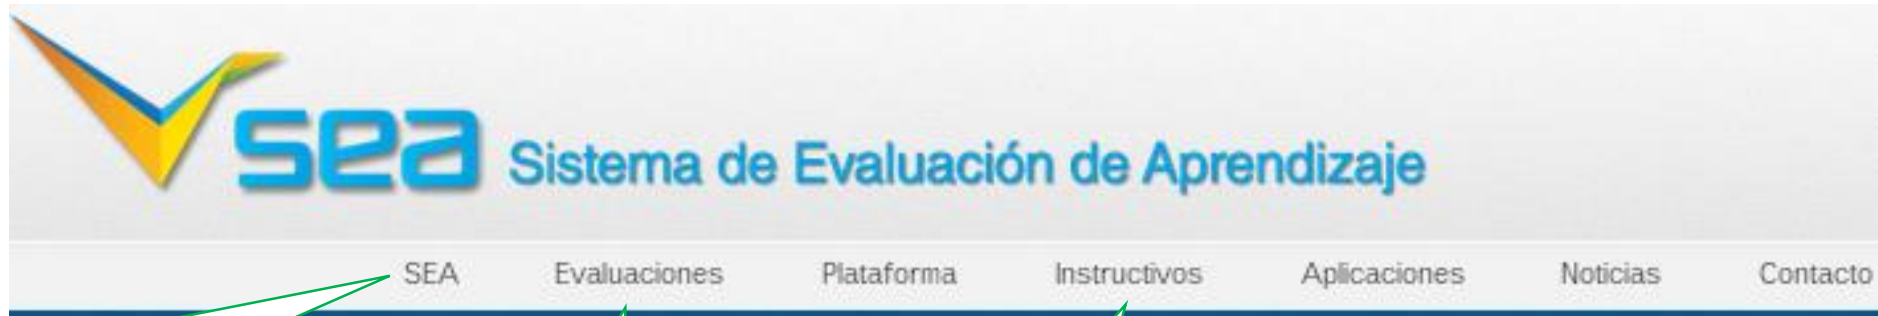 sea Sistema de Evaluación de Aprendizaje
SEA Evaluaciones Plataforma Instructivos Aplicaciones Noticias Contacto